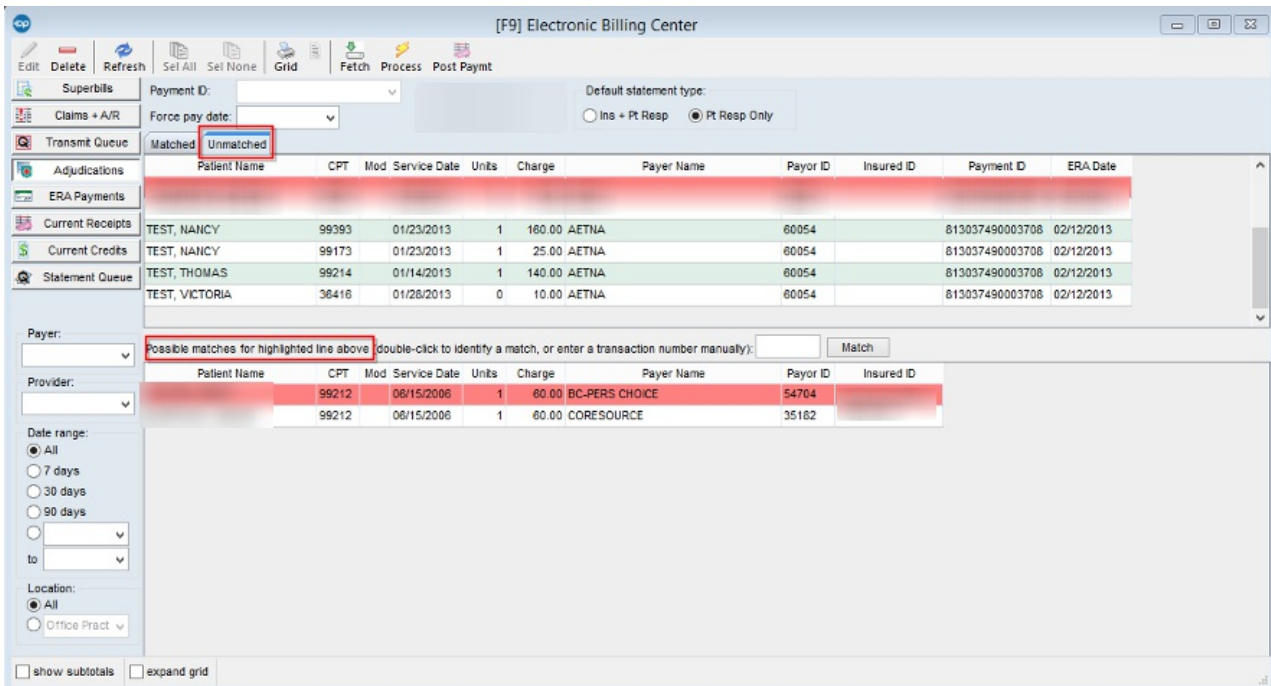 op
[F9] Electronic Billing Center
Edit Delete Refresh Sel All Sel None Grid Fetch Process Post Paymt
Superbills
Claims + A/R
Transmit Queue
Adjudications
ERA Payments
Current Receipts
Current Credits
Statement Queue
Payment ID:
Force pay date:
Default statement type:
Ins + Pt Resp Pt Resp Only
Matched Unmatched
Patient Name CPT Mod Service Date Units Charge Payer Name Payor ID Insured ID Payment ID ERA Date
TEST, NANCY 99393 01/23/2013 1 160.00 AETNA 60054 813037490003708 02/12/2013
TEST, NANCY 99173 01/23/2013 1 25.00 AETNA 60054 813037490003708 02/12/2013
TEST, THOMAS 99214 01/14/2013 1 140.00 AETNA 60054 813037490003708 02/12/2013
TEST, VICTORIA 36416 01/28/2013 0 10.00 AETNA 60054 813037490003708 02/12/2013
Possible matches for highlighted line above (double-click to identify a match, or enter a transaction number manually): Match
Patient Name CPT Mod Service Date Units Charge Payer Name Payor ID Insured ID
99212 06/15/2006 1 60.00 BC-PERS CHOICE 54704
99212 06/15/2006 1 60.00 CORESOURCE 35182
Payer:
Provider:
Date range:
All
7 days
30 days
90 days
to
Location:
All
Office Pract
show subtotals expand grid